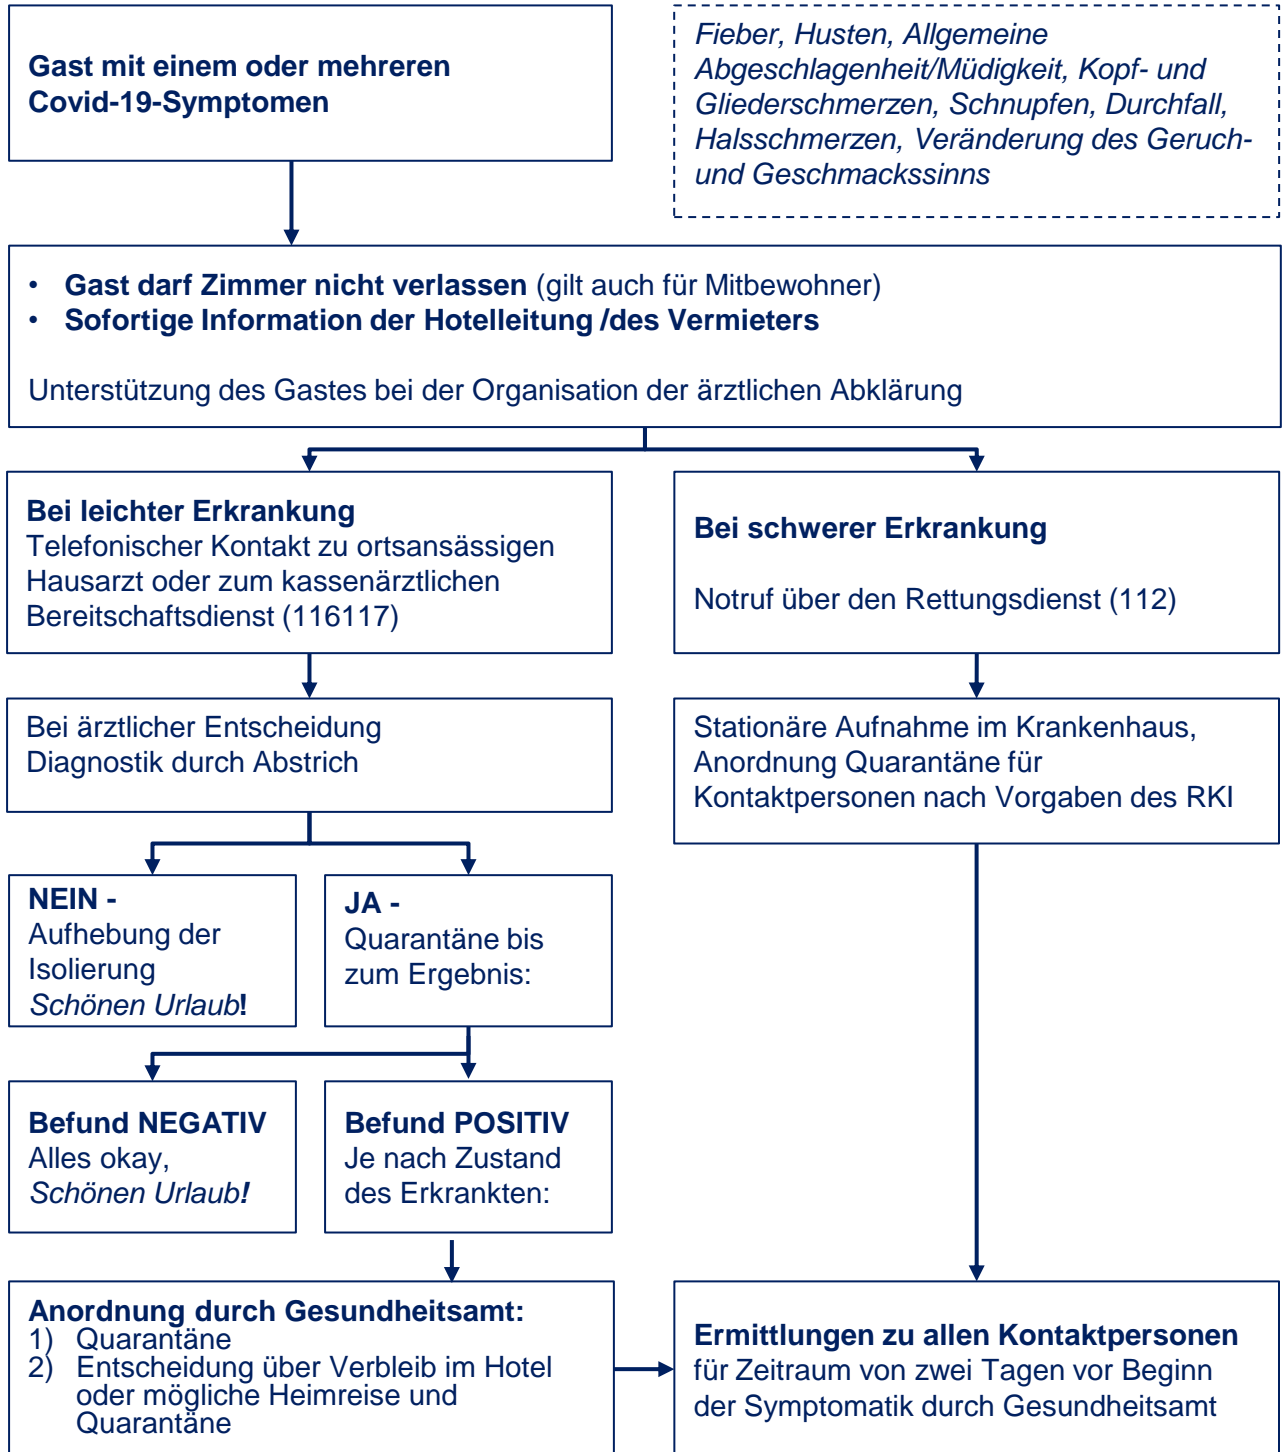 Gast mit einem oder mehreren
Covid-19-Symptomen
Fieber, Husten, Allgemeine
Abgeschlagenheit/Müdigkeit, Kopf- und
Gliederschmerzen, Schnupfen, Durchfall,
Halsschmerzen, Veränderung des Geruch-
und Geschmackssinns
• Gast darf Zimmer nicht verlassen (gilt auch für Mitbewohner)
• Sofortige Information der Hotelleitung /des Vermieters
Unterstützung des Gastes bei der Organisation der ärztlichen Abklärung
Bei leichter Erkrankung
Telefonischer Kontakt zu ortsansässigen
Hausarzt oder zum kassenärztlichen
Bereitschaftsdienst (116117)
Bei schwerer Erkrankung
Notruf über den Rettungsdienst (112)
Bei ärztlicher Entscheidung
Diagnostik durch Abstrich
Stationäre Aufnahme im Krankenhaus,
Anordnung Quarantäne für
Kontaktpersonen nach Vorgaben des RKI
NEIN -
Aufhebung der
Isolierung
Schönen Urlaub!
JA -
Quarantäne bis
zum Ergebnis:
Befund NEGATIV
Alles okay,
Schönen Urlaub!
Befund POSITIV
Je nach Zustand
des Erkrankten:
Anordnung durch Gesundheitsamt:
1) Quarantäne
2) Entscheidung über Verbleib im Hotel
oder mögliche Heimreise und
Quarantäne
Ermittlungen zu allen Kontaktpersonen
für Zeitraum von zwei Tagen vor Beginn
der Symptomatik durch Gesundheitsamt